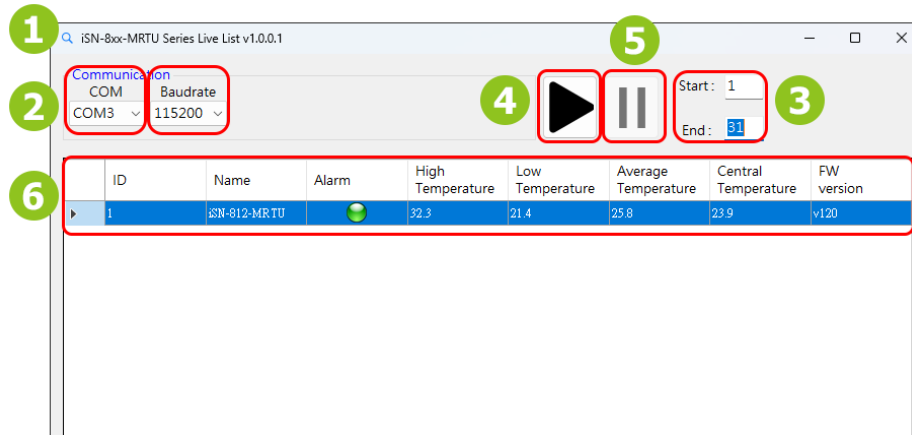 1
iSN-8xx-MRTU Series Live List v1.0.0.1
5
Communication
COM Baudrate
2
COM3 115200
4
Start : 1
3
End : 31
6
ID Name Alarm High Temperature Low Temperature Average Temperature Central Temperature FW version
1 iSN-812-MRTU 32.3 21.4 25.8 23.9 v120